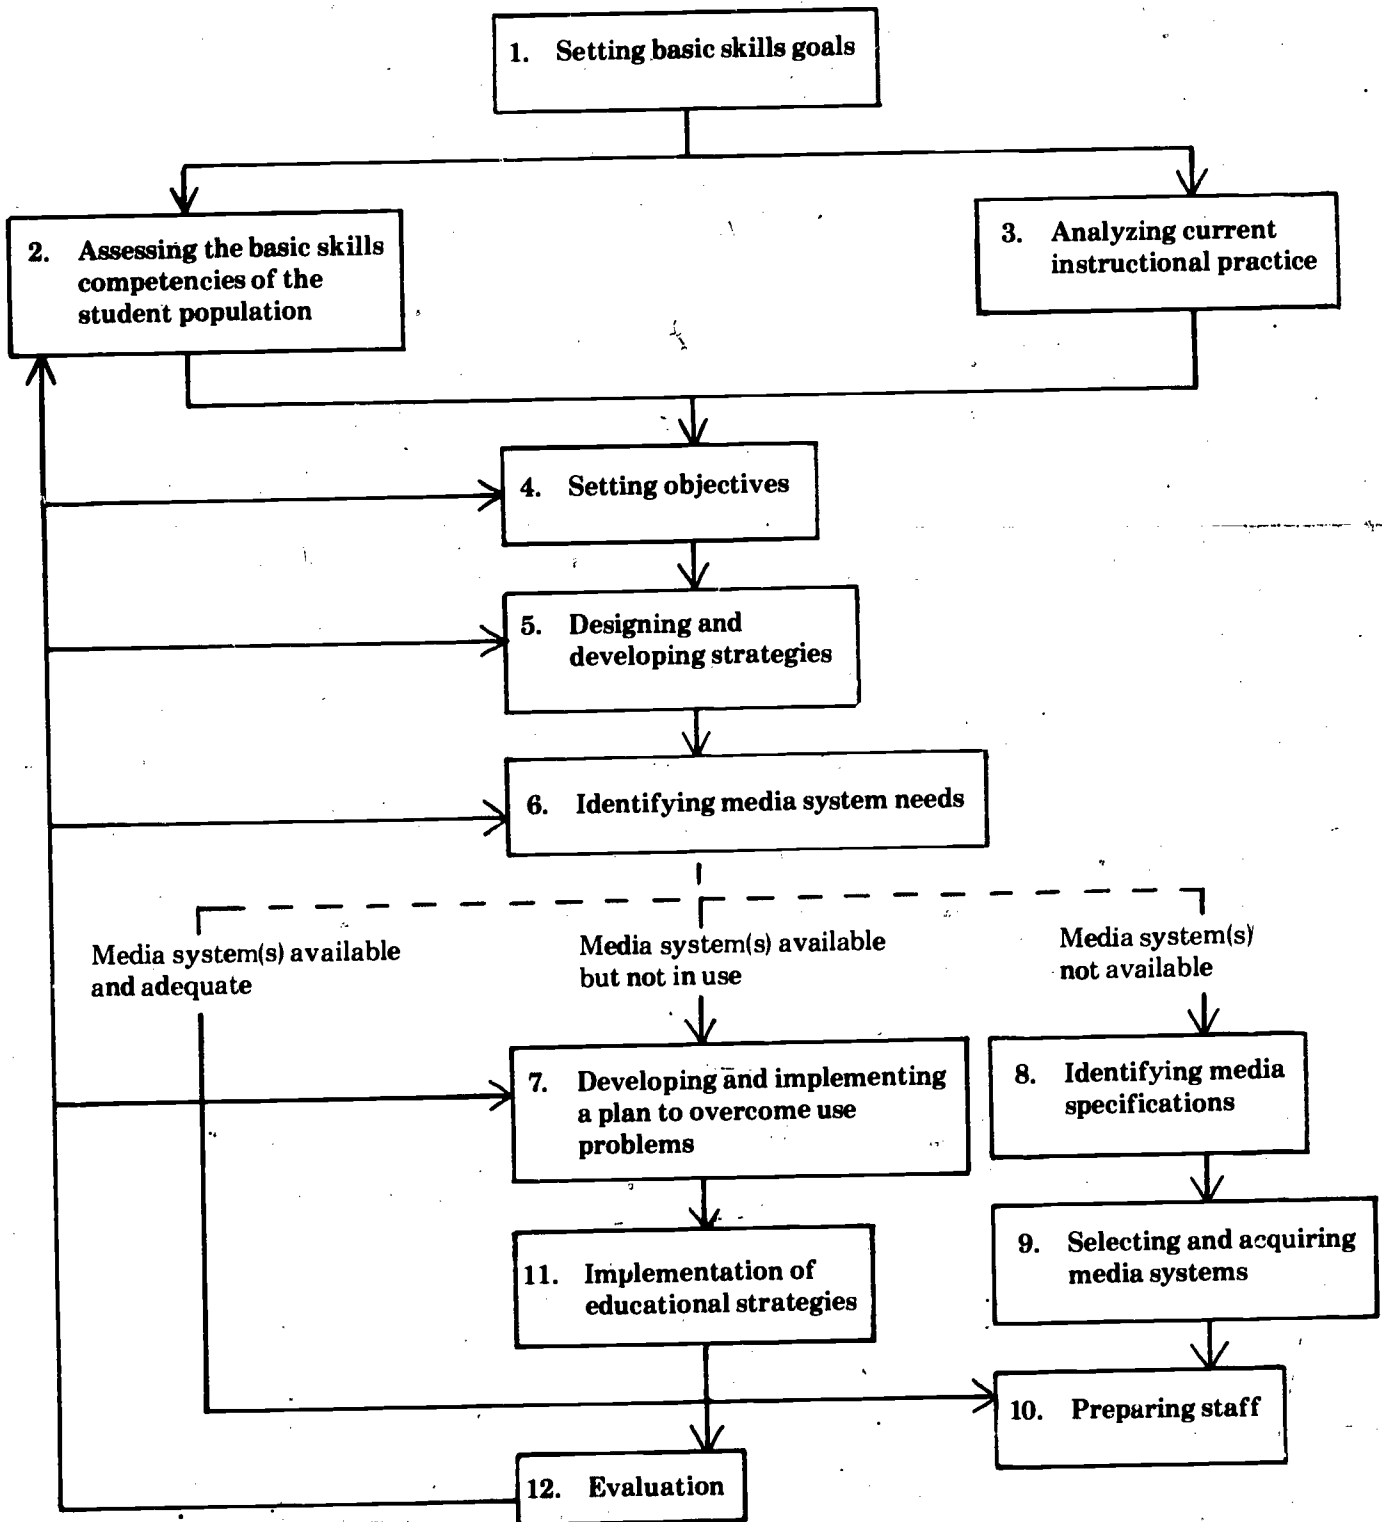 1. Setting basic skills goals
2. Assessing the basic skills
competencies of the
student population
3. Analyzing current
instructional practice
4. Setting objectives
5. Designing and
developing strategies
6. Identifying media system needs
Media system(s) available
and adequate
Media system(s) available
but not in use
Media system(s)
not available
7. Developing and implementing
a plan to overcome use
problems
8. Identifying media
specifications
11. Implementation of
educational strategies
9. Selecting and acquiring
media systems
10. Preparing staff
12. Evaluation